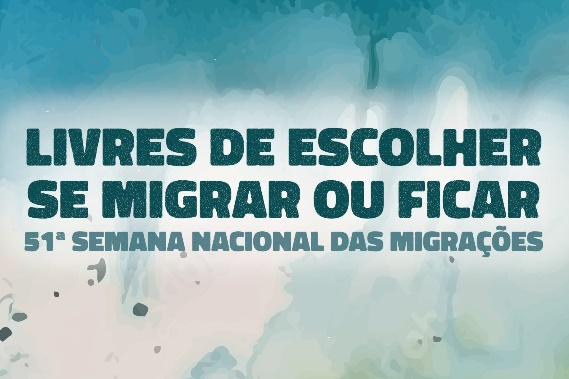 LIVRES DE ESCOLHER
SE MIGRAR OU FICAR
51ª SEMANA NACIONAL DAS MIGRAÇÕES